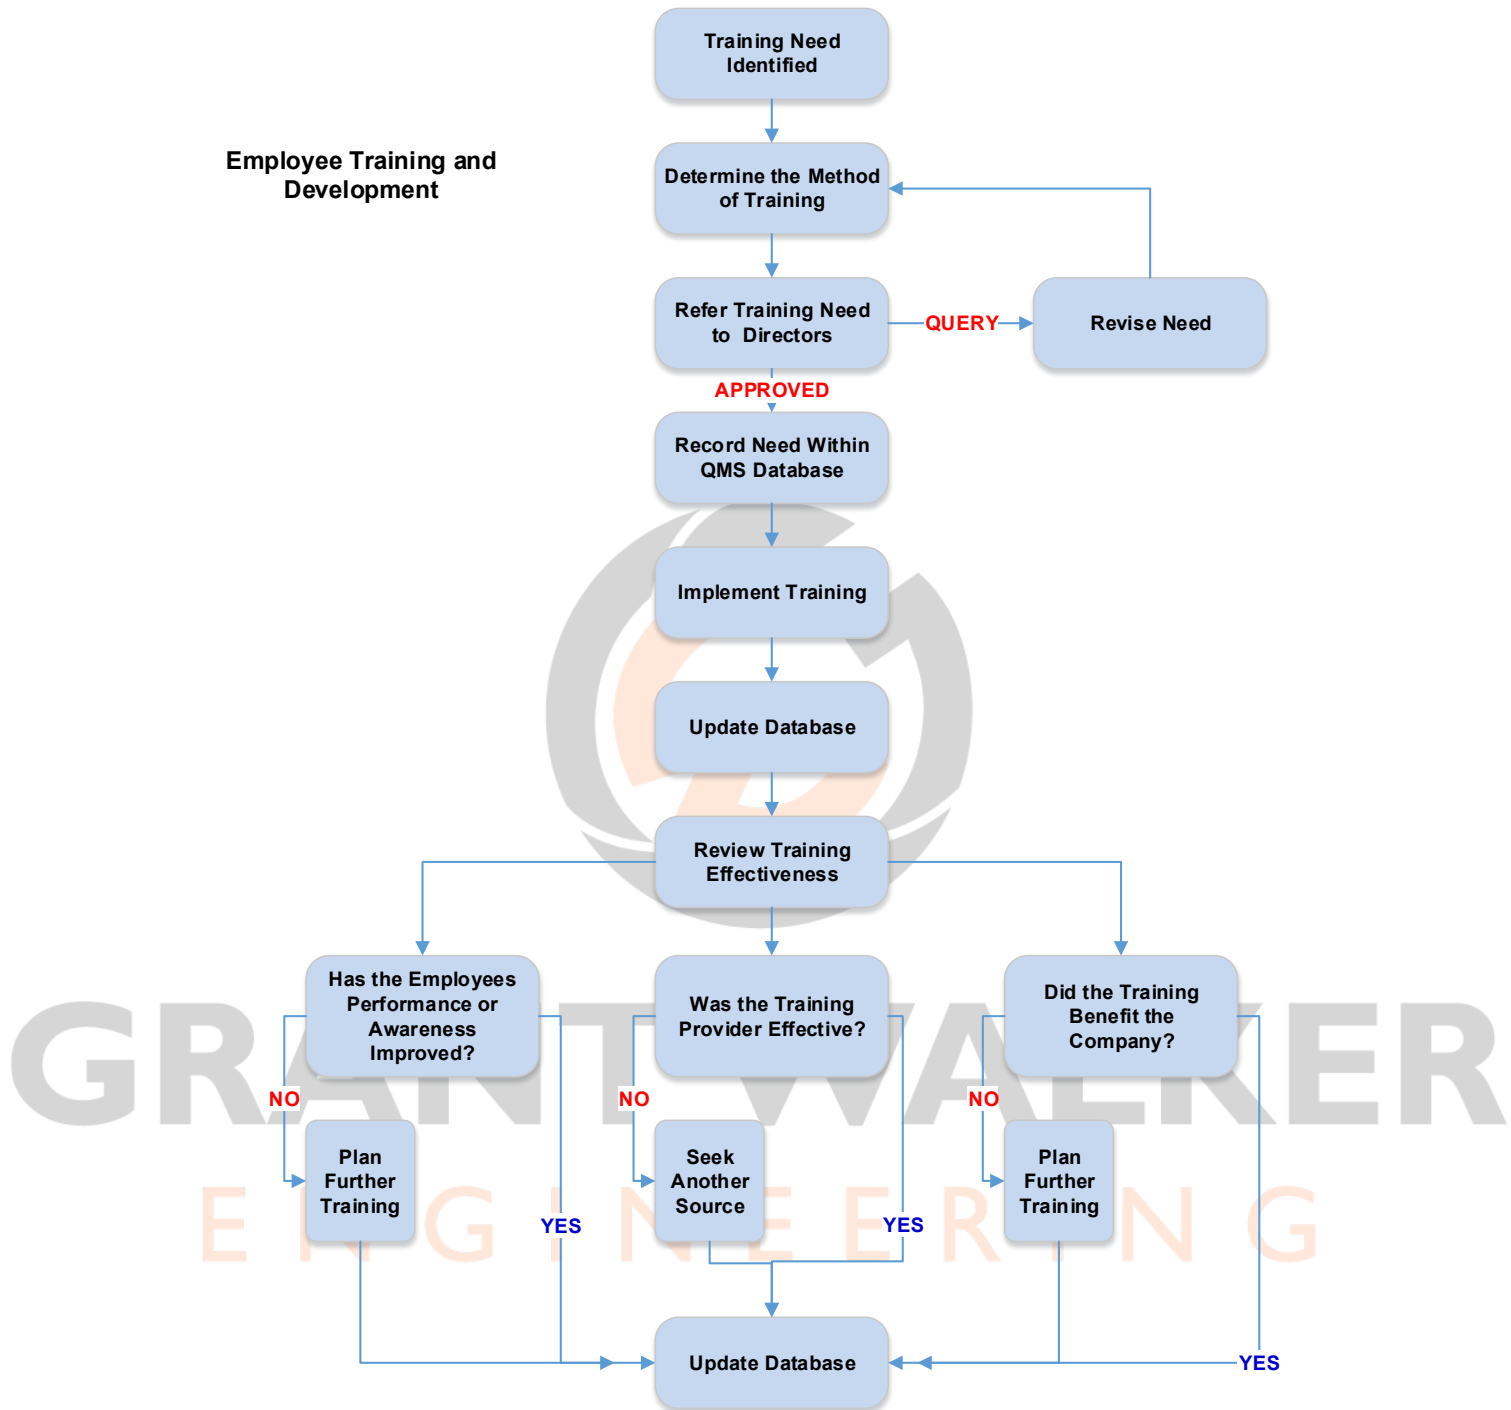 Training Need
Identified
Employee Training and
Development
Determine the Method
of Training
Refer Training Need
to Directors
QUERY
Revise Need
APPROVED
Record Need Within
QMS Database
Implement Training
Update Database
Review Training
Effectiveness
Has the Employees
Performance or
Awareness
Improved?
Was the Training
Provider Effective?
Did the Training
Benefit the
Company?
GRANT WALKER
NO
NO
NO
Plan
Further
Training
Seek
Another
Source
Plan
Further
Training
ENGINEERING
YES
YES
Update Database
YES